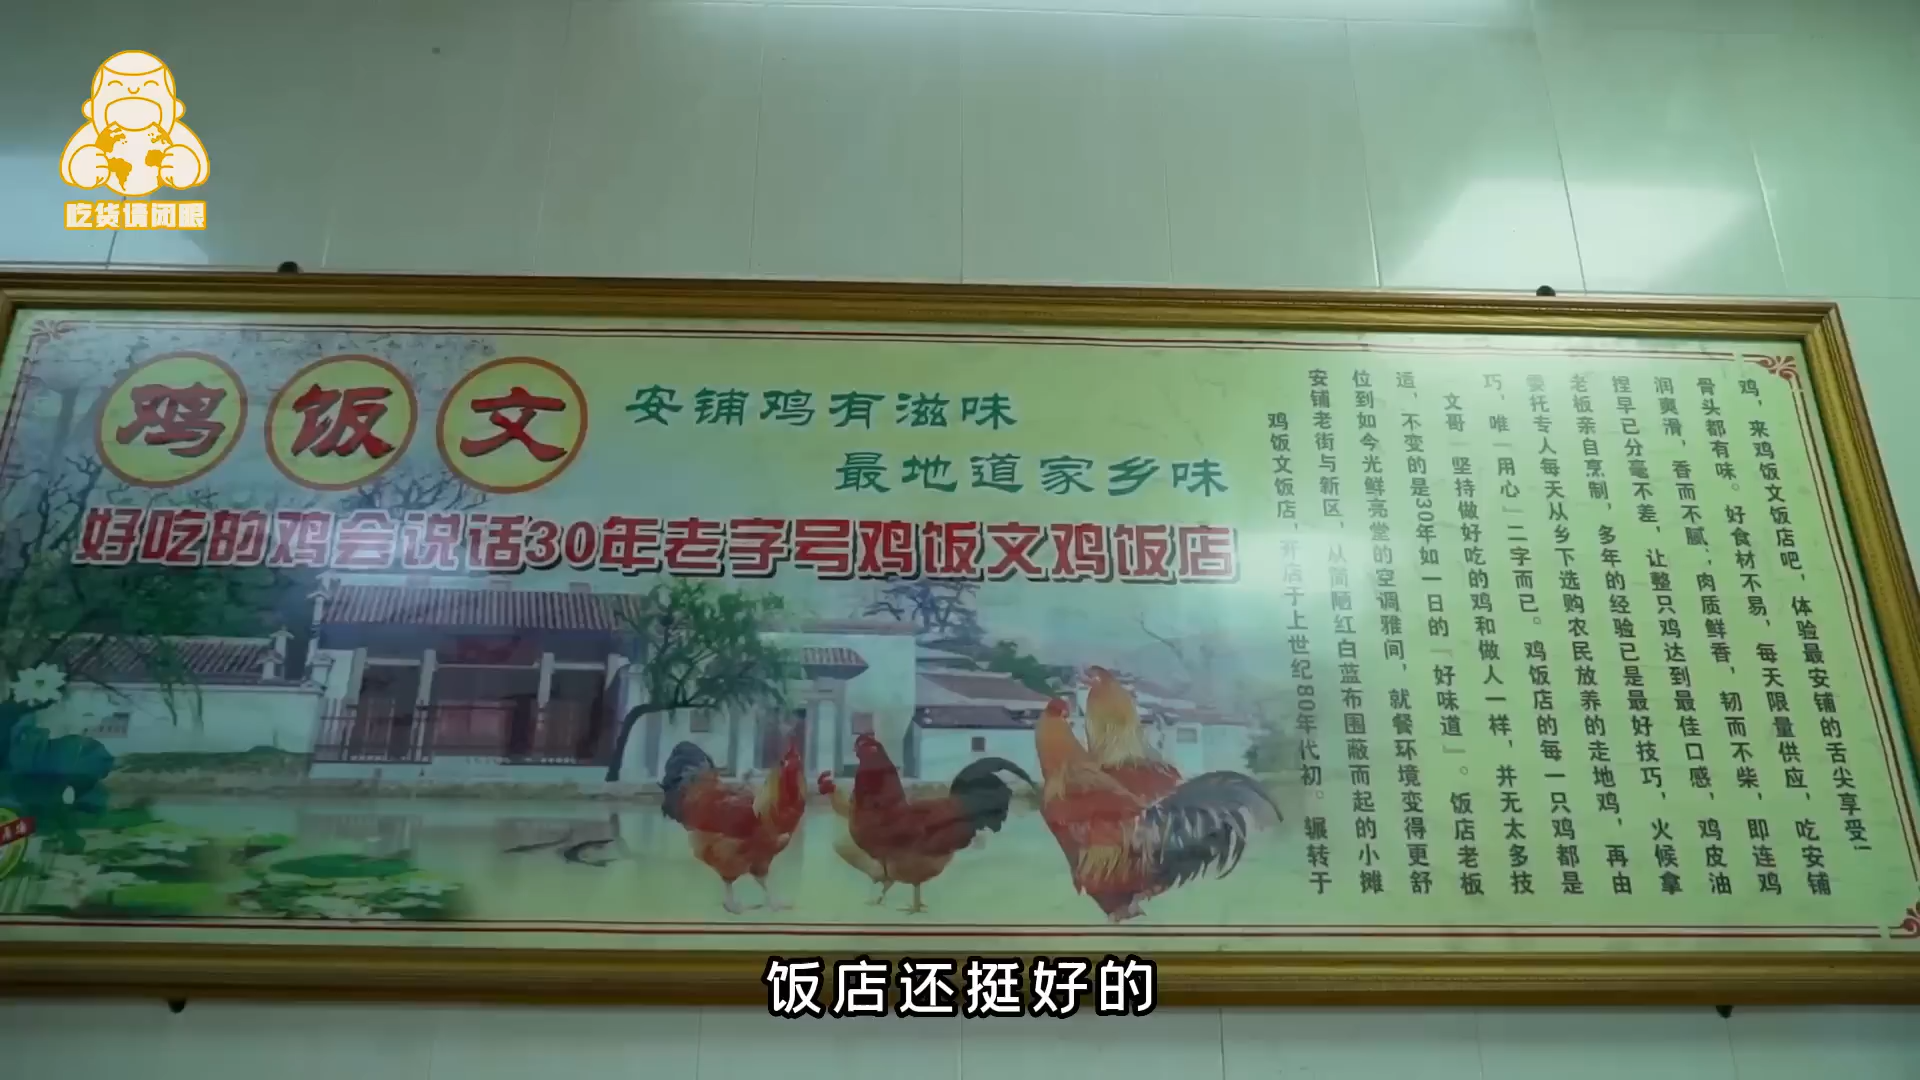 吃货请闭眼
鸡饭文
安铺鸡有滋味
最地道家乡味
好吃的鸡会说话30年老字号鸡饭文鸡饭店
鸡饭文饭店，开店于上世纪80年代初。辗转于
安铺老街与新区，从简陋红白蓝布围蔽而起的小摊
位到如今光鲜亮堂的空调雅间，就餐环境变得更舒
适，不变的是30年如一日的「好味道」。饭店老板
文哥一坚持做好吃的鸡和做人一样，并无太多技
巧，唯「用心」二字而已。鸡饭店的每一只鸡都是
委托专人每天从乡下选购农民放养的走地鸡，再由
老板亲自烹制，多年的经验已是最好技巧，火候拿
捏早已分毫不差，让整只鸡达到最佳口感，鸡皮油
润爽滑，香而不腻，肉质鲜香，韧而不柴，即连鸡
骨头都有味。好食材不易，每天限量供应，吃安铺
鸡，来鸡饭文饭店吧，体验最安铺的舌尖享受！
饭店还挺好的